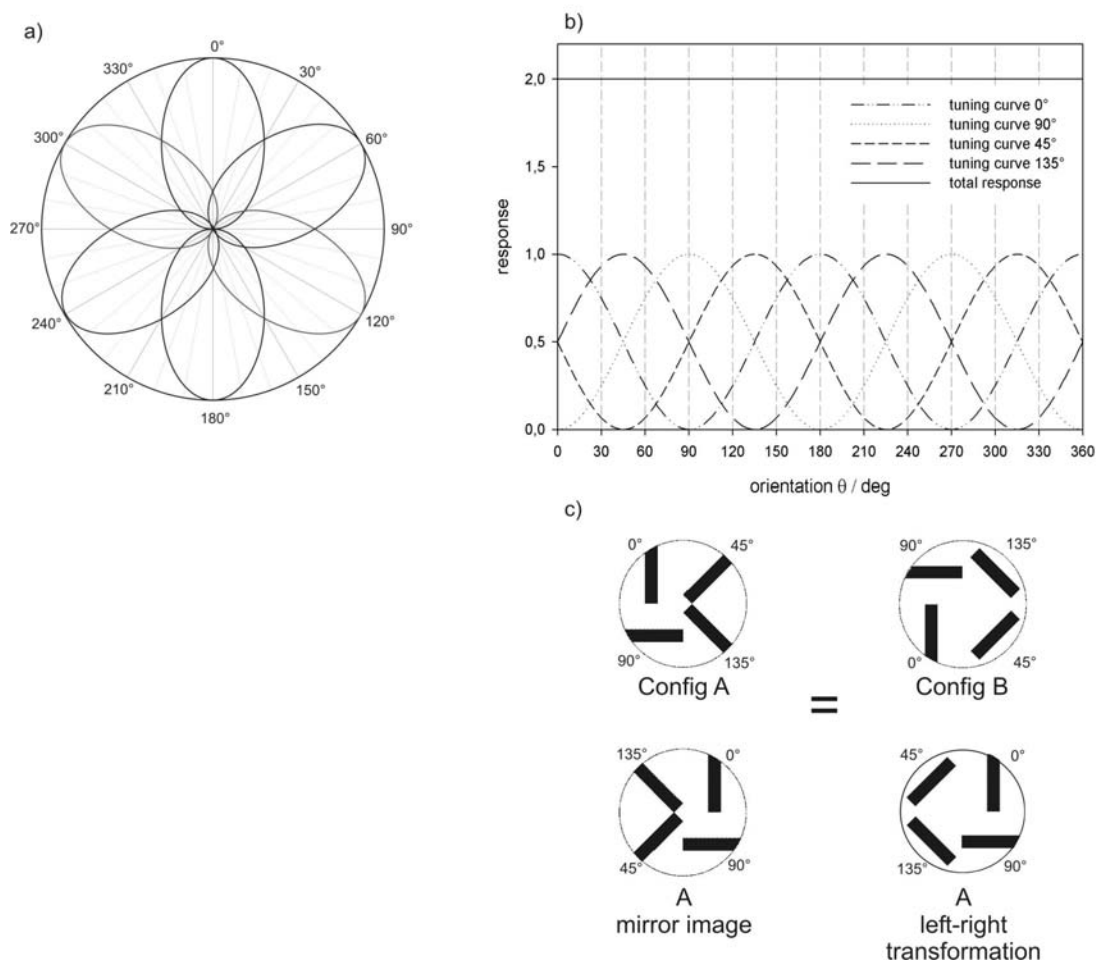 a)
0°
30°
60°
90°
120°
150°
180°
210°
240°
270°
300°
330°
b)
2,0
1,5
1,0
0,5
0,0
response
tuning curve 0°
tuning curve 90°
tuning curve 45°
tuning curve 135°
total response
0 30 60 90 120 150 180 210 240 270 300 330 360
orientation θ / deg
c)
0° 45°
90° 135°
Config A
90° 135°
0° 45°
Config B
=
135° 0°
45° 90°
A
mirror image
45° 0°
135° 90°
A
left-right
transformation